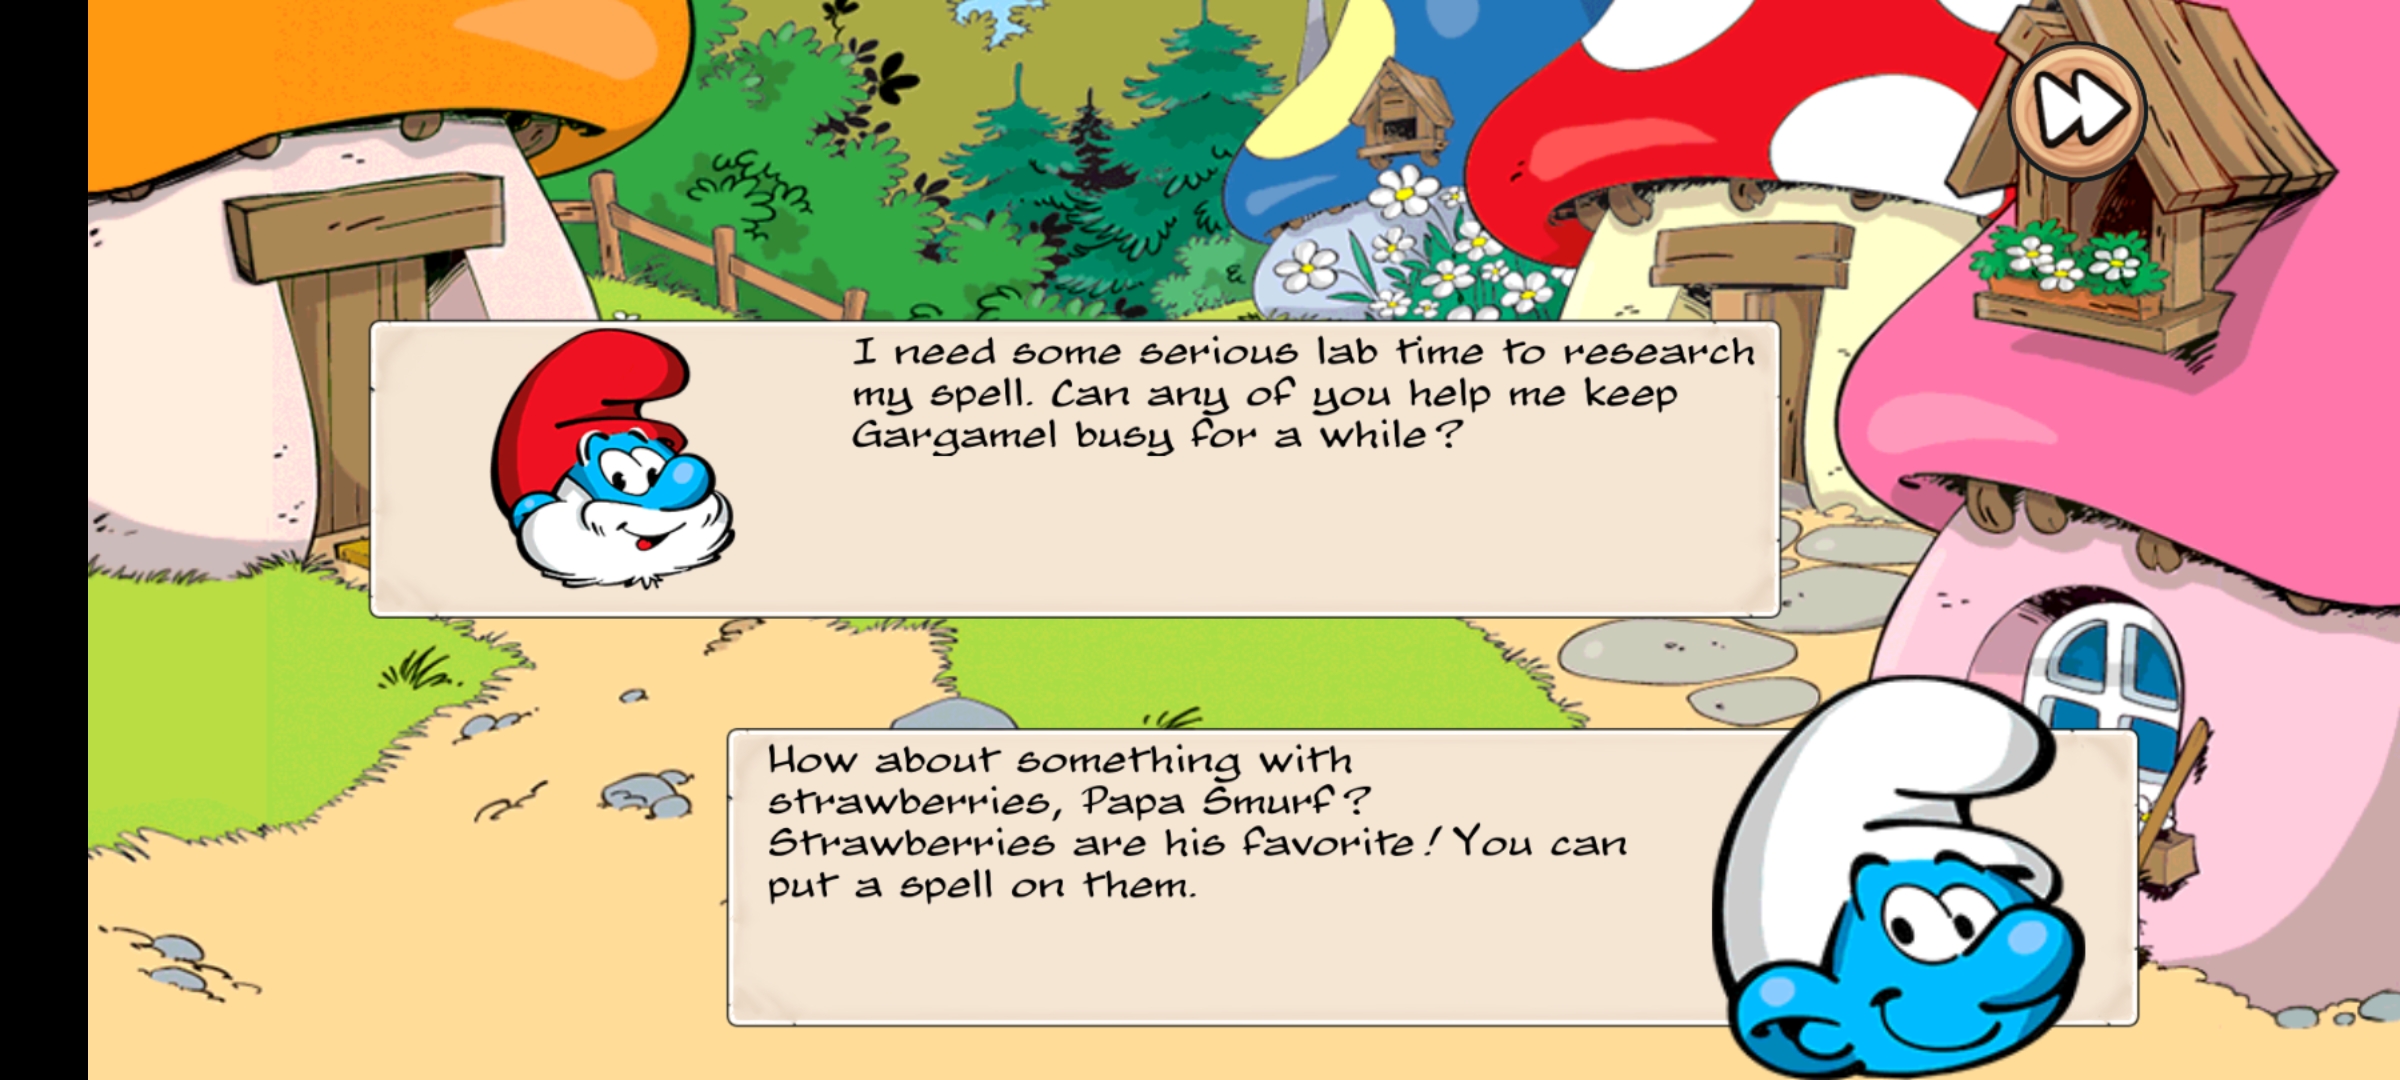 I need some serious lab time to research
my spell. Can any of you help me keep
Gargamel busy for a while?
How about something with
strawberries, Papa Smurf?
Strawberries are his favorite! You can
put a spell on them.